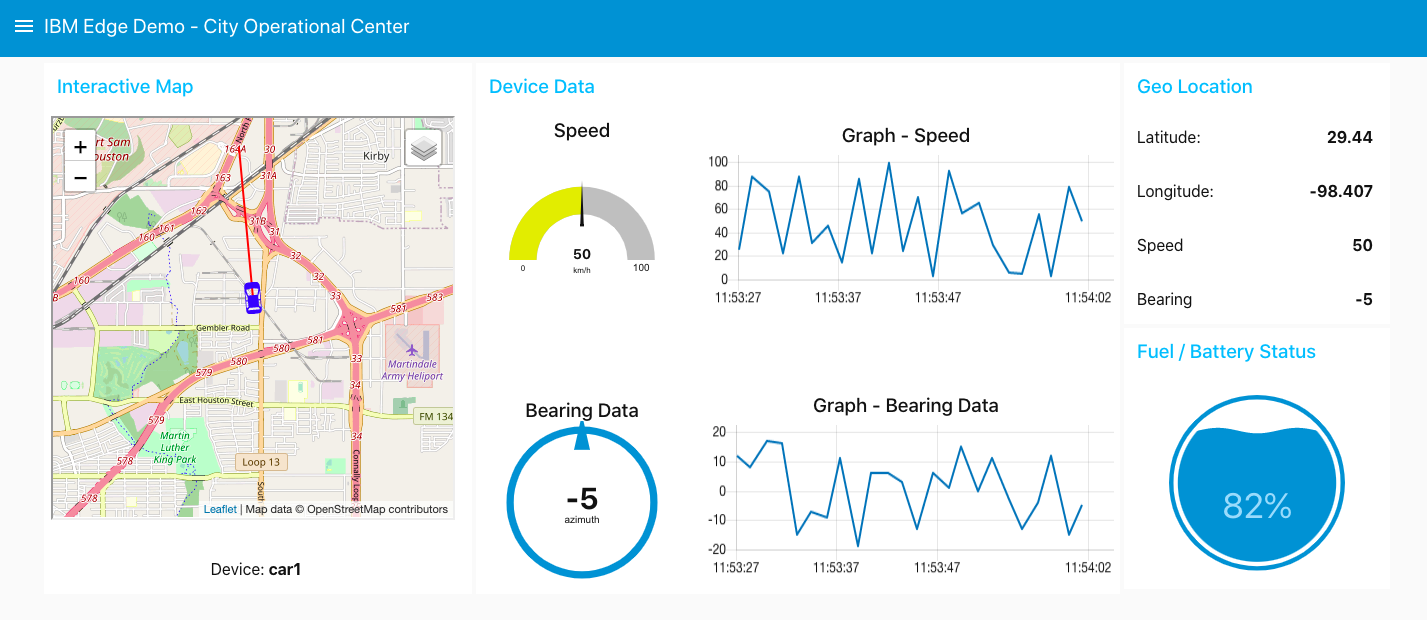 IBM Edge Demo - City Operational Center
Interactive Map
+
−
rt Sam
ouston
North
164A
30
Kirby
163
31A
162
31B
161
31
160
32
160
32
33
583
B
581
Gembler Road
581
580
580
33
579
Martindale
Army Heliport
34
East Houston Street
579
FM 134
Martin
Luther
King Park
34
578
Loop 13
578
Sout
Connally Loop
Leaflet | Map data © OpenStreetMap contributors
Device: car1
Device Data
Speed
50
km/h
0
100
Graph - Speed
100
80
60
40
20
0
11:53:27
11:53:37
11:53:47
11:54:02
Bearing Data
-5
azimuth
Graph - Bearing Data
20
10
0
-10
-20
11:53:27
11:53:37
11:53:47
11:54:02
Geo Location
Latitude: 29.44
Longitude: -98.407
Speed 50
Bearing -5
Fuel / Battery Status
82%